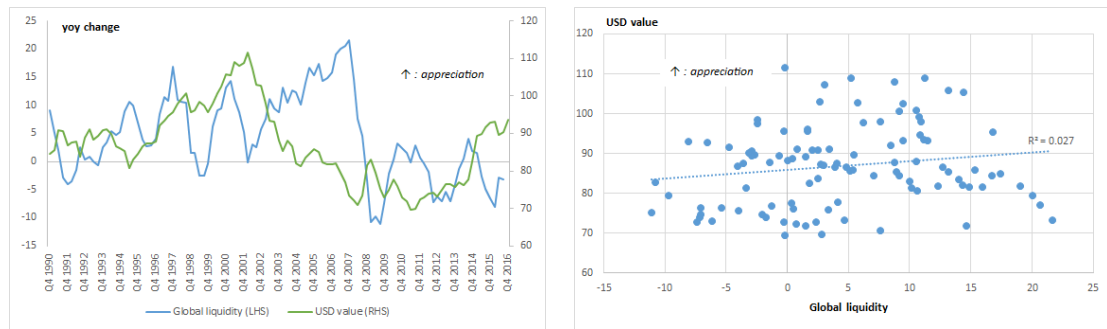 yoy change
↑ : appreciation
25
20
15
10
5
0
-5
-10
-15
120
110
100
90
80
70
60
Q4 1990
Q4 1991
Q4 1992
Q4 1993
Q4 1994
Q4 1995
Q4 1996
Q4 1997
Q4 1998
Q4 1999
Q4 2000
Q4 2001
Q4 2002
Q4 2003
Q4 2004
Q4 2005
Q4 2006
Q4 2007
Q4 2008
Q4 2009
Q4 2010
Q4 2011
Q4 2012
Q4 2013
Q4 2014
Q4 2015
Q4 2016
Global liquidity (LHS)
USD value (RHS)
USD value
↑ : appreciation
R² = 0.027
120
110
100
90
80
70
60
-15
-10
-5
0
5
10
15
20
25
Global liquidity